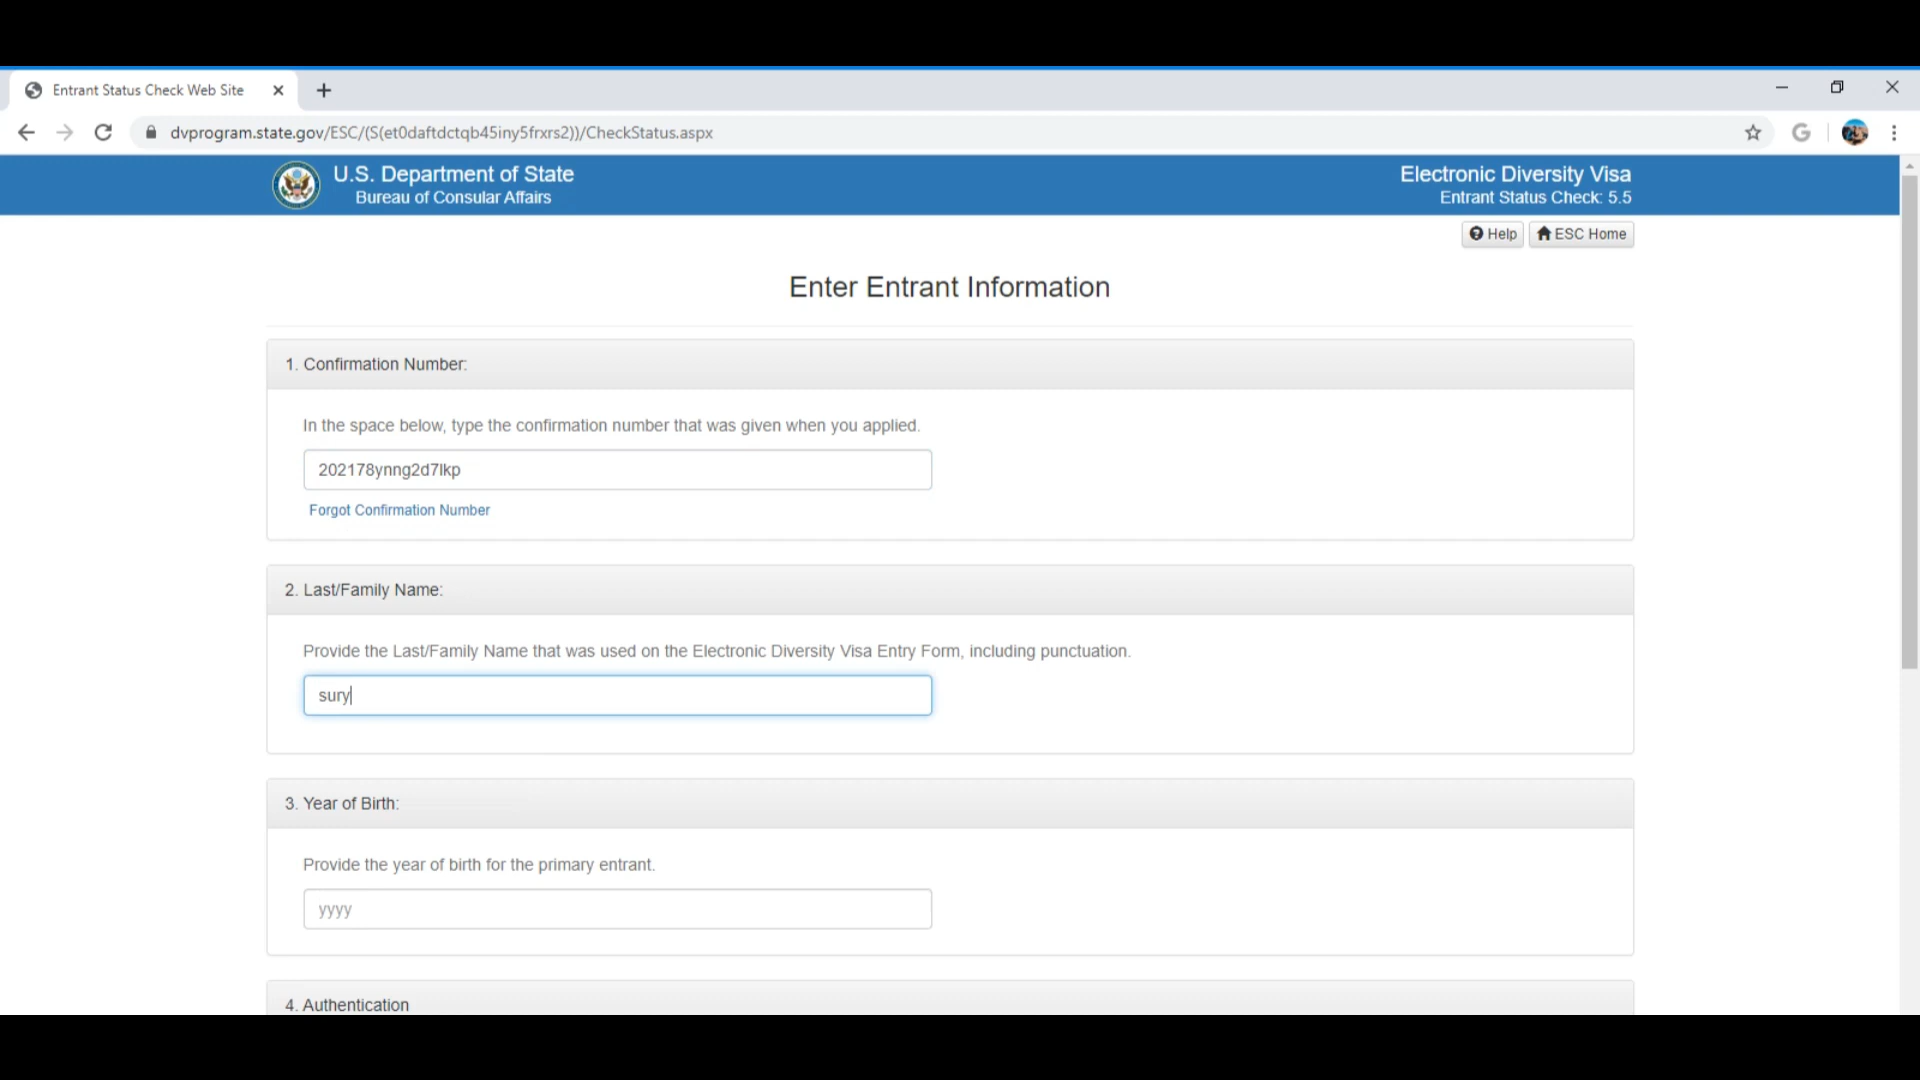 Entrant Status Check Web Site
dvprogram.state.gov/ESC/(S(et0daftdctqb45iny5frxrs2))/CheckStatus.aspx
U.S. Department of State
Bureau of Consular Affairs
Electronic Diversity Visa
Entrant Status Check: 5.5
Help
ESC Home
Enter Entrant Information
1. Confirmation Number:
In the space below, type the confirmation number that was given when you applied.
202178ynng2d7lkp
Forgot Confirmation Number
2. Last/Family Name:
Provide the Last/Family Name that was used on the Electronic Diversity Visa Entry Form, including punctuation.
sury
3. Year of Birth:
Provide the year of birth for the primary entrant.
yyyy
4. Authentication